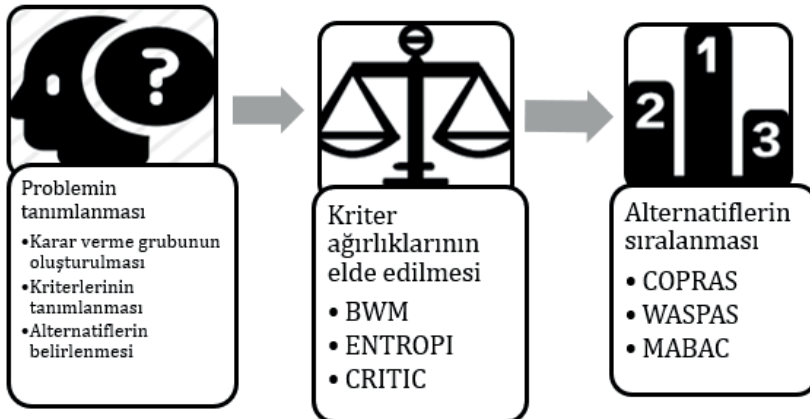 ?
Problemin
tanımlanması
•Karar verme grubunun
oluşturulması
•Kriterlerinin
tanımlanması
•Alternatiflerin
belirlenmesi
Kriter
ağırlıklarının
elde edilmesi
• BWM
• ENTROPI
• CRITIC
1
2
3
Alternatiflerin
sıralanması
• COPRAS
• WASPAS
• MABAC